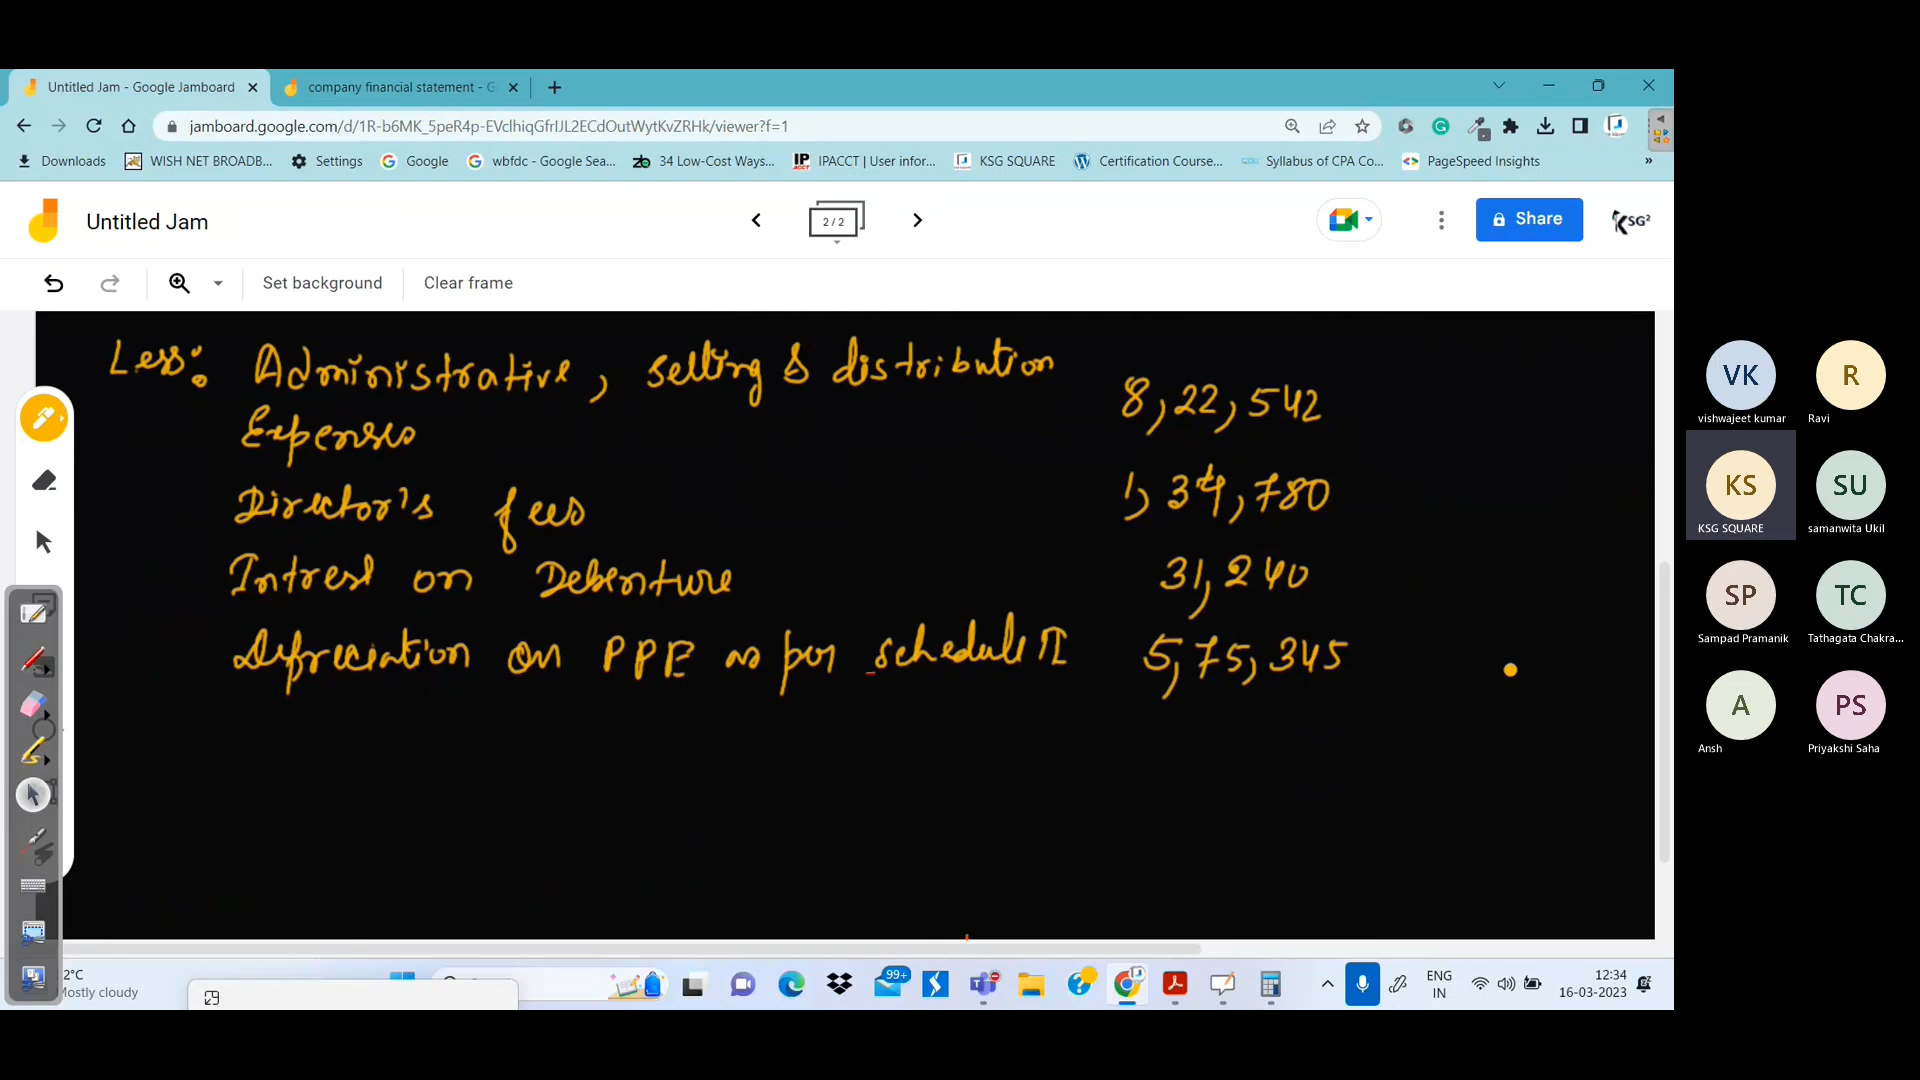 Untitled Jam - Google Jamboard
company financial statement - G
jamboard.google.com/d/1R-b6MK_5peR4p-EVclhiqGfrIJL2ECdOutWytKvZRHk/viewer?f=1
Downloads WISH NET BROADB... Settings Google wbfdc - Google Sea... 34 Low-Cost Ways... IPACCT | User infor... KSG SQUARE Certification Course... Syllabus of CPA Co... PageSpeed Insights »
Untitled Jam
2 / 2
Share
KSG²
Set background
Clear frame
Less: Administrative, selling & distribution
Expenses 8,22,542
Director's fees 1,34,780
Intrest on Debenture 31,240
Depreciation on PPE as per schedule II 5,75,345
VK
vishwajeet kumar
R
Ravi
KS
KSG SQUARE
SU
samanwita Ukil
SP
Sampad Pramanik
TC
Tathagata Chakra...
A
Ansh
PS
Priyakshi Saha
2°C
Mostly cloudy
99+
ENG
IN
12:34
16-03-2023